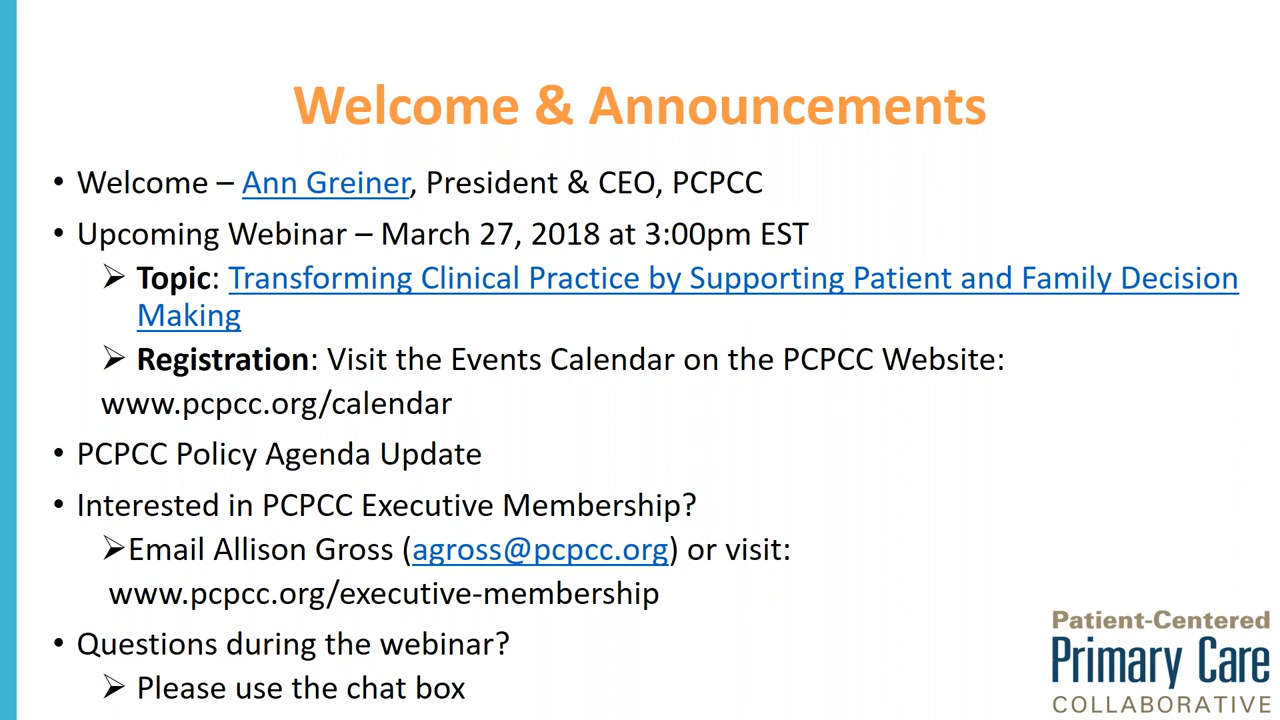 Welcome & Announcements
• Welcome – Ann Greiner, President & CEO, PCPCC
• Upcoming Webinar – March 27, 2018 at 3:00pm EST
➢ Topic: Transforming Clinical Practice by Supporting Patient and Family Decision
Making
➢ Registration: Visit the Events Calendar on the PCPCC Website:
www.pcpcc.org/calendar
• PCPCC Policy Agenda Update
• Interested in PCPCC Executive Membership?
➢Email Allison Gross (agross@pcpcc.org) or visit:
www.pcpcc.org/executive-membership
• Questions during the webinar?
➢ Please use the chat box
Patient-Centered
Primary Care
COLLABORATIVE